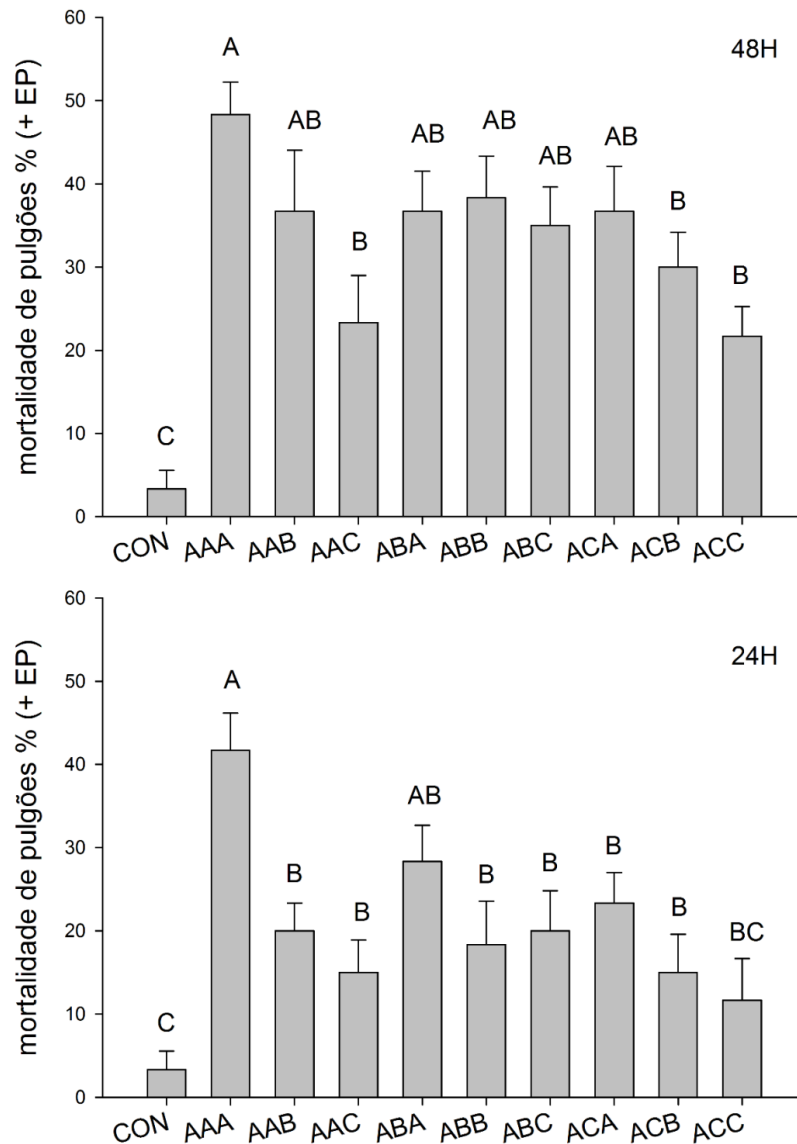 mortalidade de pulgões % (+ EP)
48H
60
50
40
30
20
10
0
C
A
AB
B
AB
AB
AB
AB
B
B
CON AAA AAB AAC ABA ABB ABC ACA ACB ACC
mortalidade de pulgões % (+ EP)
24H
60
50
40
30
20
10
0
C
A
B
B
AB
B
B
B
B
BC
CON AAA AAB AAC ABA ABB ABC ACA ACB ACC